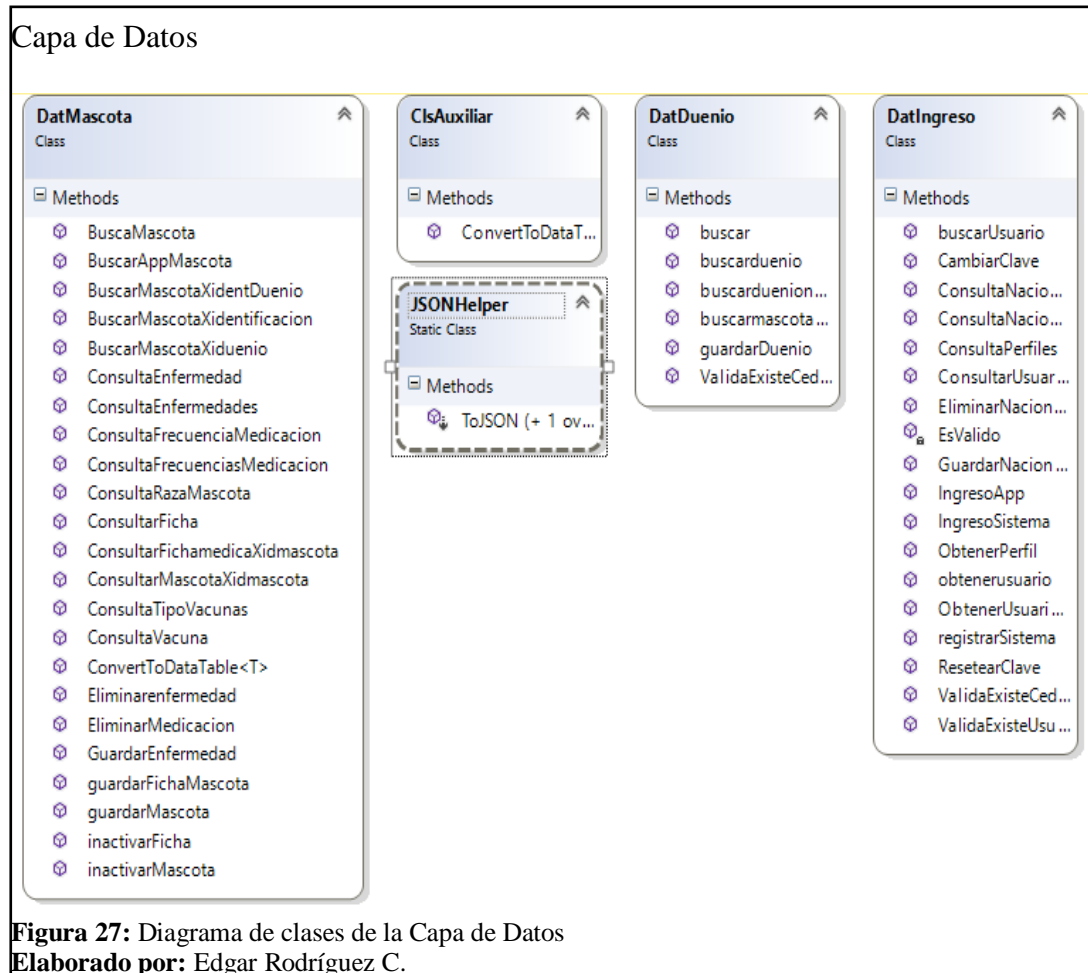 Capa de Datos
DatMascota
Class
Methods
BuscaMascota
BuscarAppMascota
BuscarMascotaXidentDuenio
BuscarMascotaXidentificacion
BuscarMascotaXiduenio
ConsultaEnfermedad
ConsultaEnfermedades
ConsultaFrecuenciaMedicacion
ConsultaFrecuenciasMedicacion
ConsultaRazaMascota
ConsultarFicha
ConsultarFichamedicaXidmascota
ConsultarMascotaXidmascota
ConsultaTipoVacunas
ConsultaVacuna
ConvertToDataTable<T>
Eliminarenfermedad
EliminarMedicacion
GuardarEnfermedad
guardarFichaMascota
guardarMascota
inactivarFicha
inactivarMascota
ClsAuxiliar
Class
Methods
ConvertToDataT...
JSONHelper
Static Class
Methods
ToJSON (+ 1 ov...
DatDuenio
Class
Methods
buscar
buscarduenio
buscarduenion...
buscarmascota...
guardarDuenio
ValidaExisteCed...
DatIngreso
Class
Methods
buscarUsuario
CambiarClave
ConsultaNacio...
ConsultaNacio...
ConsultaPerfiles
ConsultarUsuar...
EliminarNacion...
EsValido
GuardarNacion...
IngresoApp
IngresoSistema
ObtenerPerfil
obtenerusuario
ObtenerUsuari...
registrarSistema
ResetearClave
ValidaExisteCed...
ValidaExisteUsu...
Figura 27: Diagrama de clases de la Capa de Datos
Elaborado por: Edgar Rodríguez C.